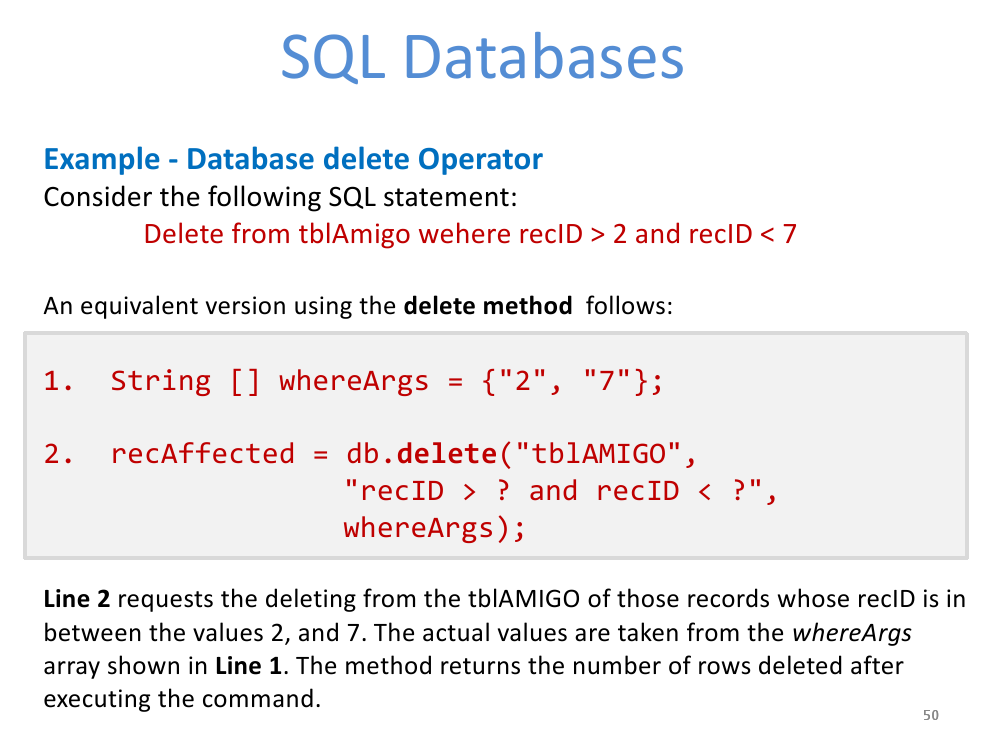 SQL Databases
Example - Database delete Operator
Consider the following SQL statement:
Delete from tblAmigo wehere recID > 2 and recID < 7
An equivalent version using the delete method follows:
1. String [] whereArgs = {"2", "7"};
2. recAffected = db.delete("tblAMIGO",
"recID > ? and recID < ?",
whereArgs);
Line 2 requests the deleting from the tblAMIGO of those records whose recID is in
between the values 2, and 7. The actual values are taken from the whereArgs
array shown in Line 1. The method returns the number of rows deleted after
executing the command.
50